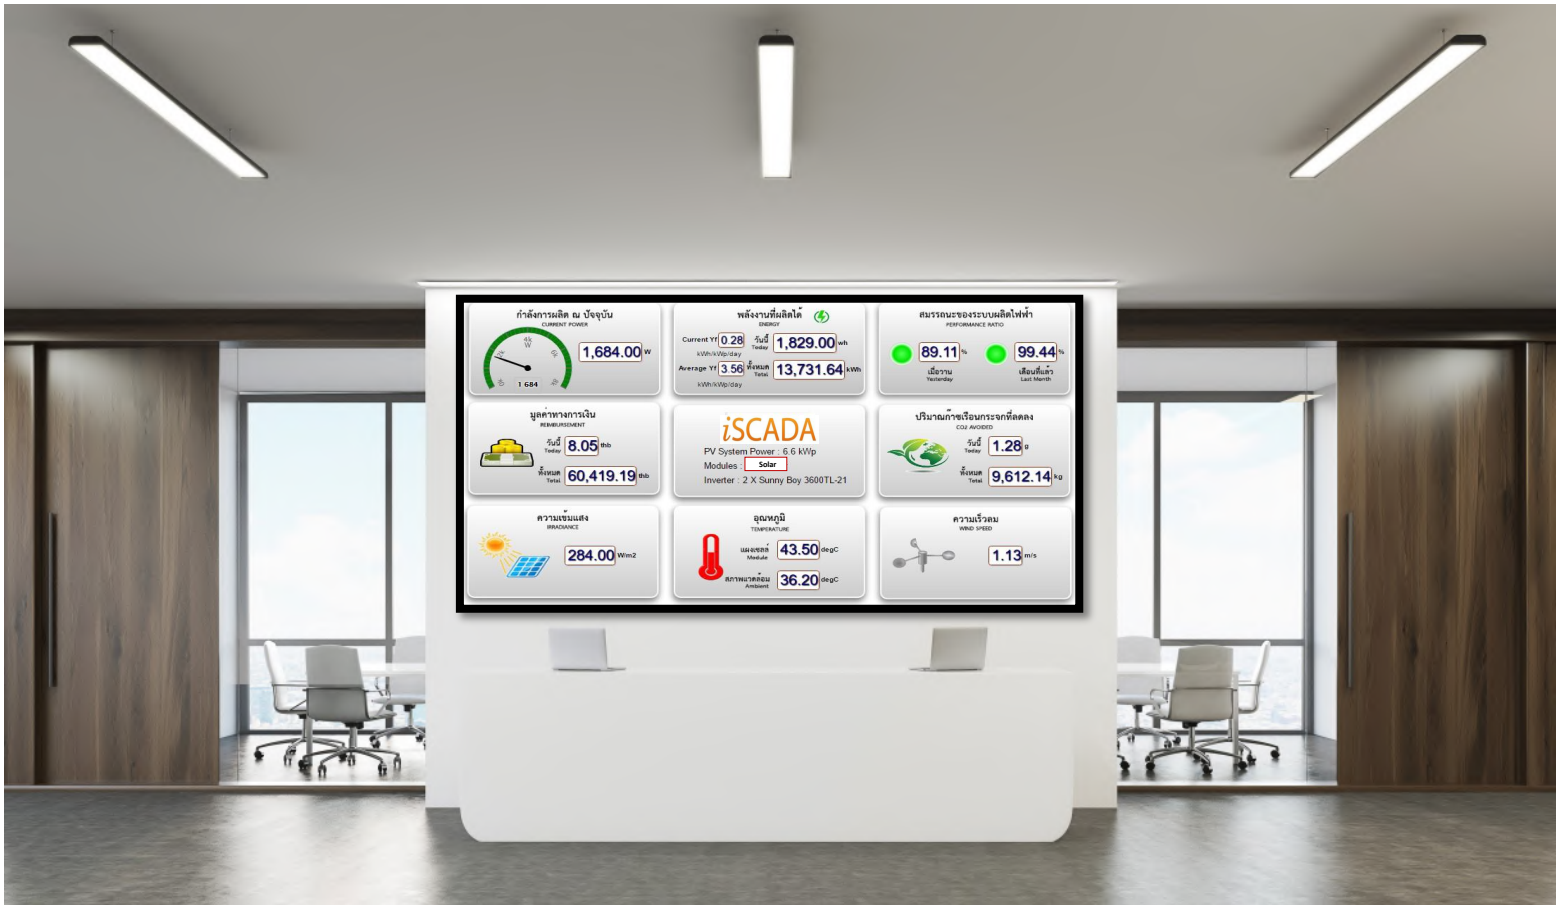 กำลังการผลิต ณ ปัจจุบัน
CURRENT POWER
4k
W
2k
6k
0
8k
1 684
1,684.00 W
พลังงานที่ผลิตได้
ENERGY
Current Yf 0.28 วันนี้ Today 1,829.00 wh
kWh/kWp/day
Average Yf 3.56 ทั้งหมด Total 13,731.64 kWh
kWh/kWp/day
สมรรถนะของระบบผลิตไฟฟ้า
PERFORMANCE RATIO
89.11 % 99.44 %
เมื่อวาน เดือนที่แล้ว
Yesterday Last Month
มูลค่าทางการเงิน
REIMBURSEMENT
วันนี้ Today 8.05 thb
ทั้งหมด Total 60,419.19 thb
iSCADA
PV System Power : 6.6 kWp
Modules : Solar
Inverter : 2 X Sunny Boy 3600TL-21
ปริมาณก๊าซเรือนกระจกที่ลดลง
CO2 AVOIDED
วันนี้ Today 1.28 g
ทั้งหมด Total 9,612.14 kg
ความเข้มแสง
IRRADIANCE
284.00 W/m2
อุณหภูมิ
TEMPERATURE
แผงเซลล์ Module 43.50 degC
สภาพแวดล้อม Ambient 36.20 degC
ความเร็วลม
WIND SPEED
1.13 m/s